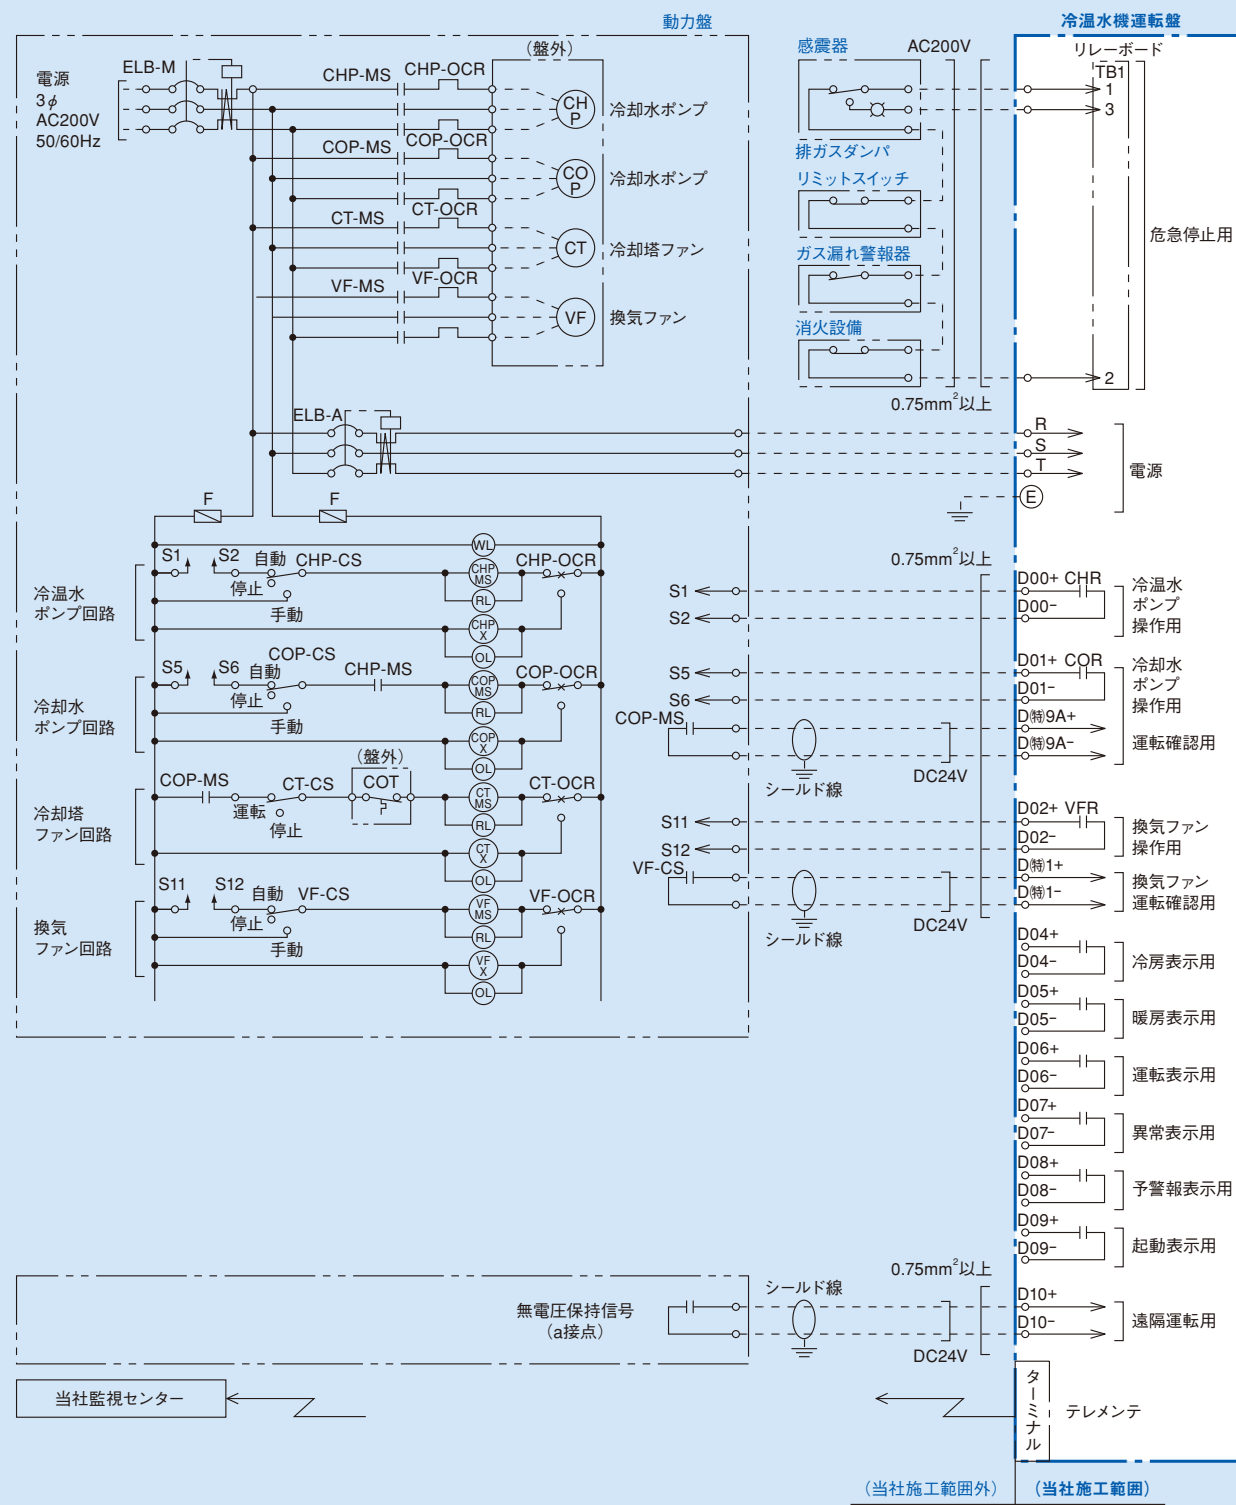 動力盤
冷温水機運転盤
電源
3φ
AC200V
50/60Hz
ELB-M
(盤外)
CHP-MS
CHP-OCR
CH
P
冷却水ポンプ
COP-MS
COP-OCR
CO
P
冷却水ポンプ
CT-MS
CT-OCR
CT
冷却塔ファン
VF-MS
VF-OCR
VF
換気ファン
感震器
AC200V
リレーボード
TB1
1
3
排ガスダンパ
リミットスイッチ
ガス漏れ警報器
消火設備
2
危急停止用
0.75mm²以上
ELB-A
R
S
T
E
電源
F
F
WL
冷温水
ポンプ回路
S1
S2
自動
CHP-CS
停止
手動
CHP
MS
RL
CHP
X
OL
CHP-OCR
冷却水
ポンプ回路
S5
S6
自動
COP-CS
停止
手動
CHP-MS
COP
MS
RL
COP
X
OL
COP-OCR
冷却塔
ファン回路
COP-MS
運転
停止
CT-CS
(盤外)
COT
CT
MS
RL
CT
X
OL
CT-OCR
換気
ファン回路
S11
S12
自動
VF-CS
停止
手動
VF
MS
RL
VF
X
OL
VF-OCR
0.75mm²以上
S1
S2
D00+ CHR
D00-
冷温水
ポンプ
操作用
S5
S6
D01+ COR
D01-
冷却水
ポンプ
操作用
COP-MS
シールド線
DC24V
D㈵9A+
D㈵9A-
運転確認用
S11
S12
D02+ VFR
D02-
換気ファン
操作用
VF-CS
シールド線
DC24V
D㈵1+
D㈵1-
換気ファン
運転確認用
D04+
D04-
冷房表示用
D05+
D05-
暖房表示用
D06+
D06-
運転表示用
D07+
D07-
異常表示用
D08+
D08-
予警報表示用
D09+
D09-
起動表示用
0.75mm²以上
無電圧保持信号
(a接点)
シールド線
DC24V
D10+
D10-
遠隔運転用
当社監視センター
ターミナル
テレメンテ
(当社施工範囲外)
(当社施工範囲)